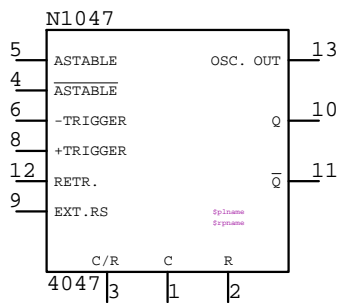 N1047
5 ASTABLE OSC. OUT 13
4 ASTABLE
6 -TRIGGER Q 10
8 +TRIGGER
12 RETR. Q 11
9 EXT.RS $plname
$rpname
C/R C R
4047
3 1 2